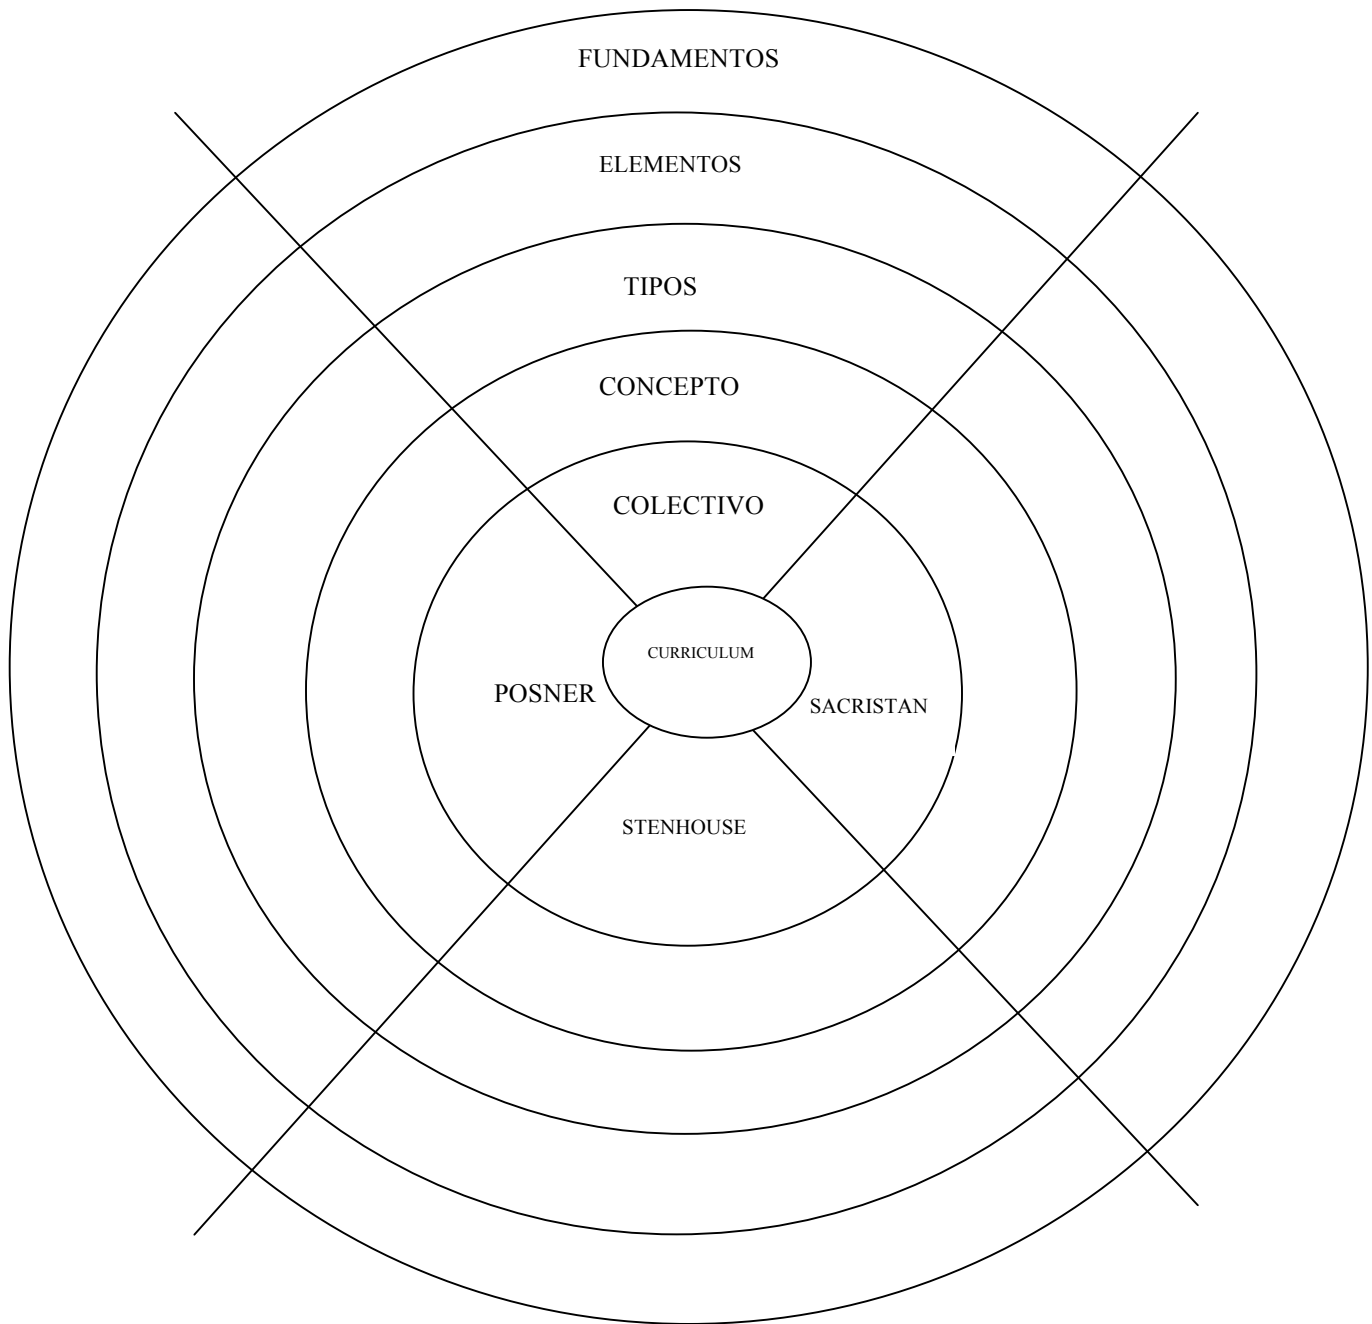 FUNDAMENTOS
ELEMENTOS
TIPOS
CONCEPTO
COLECTIVO
CURRICULUM
POSNER
SACRISTAN
STENHOUSE